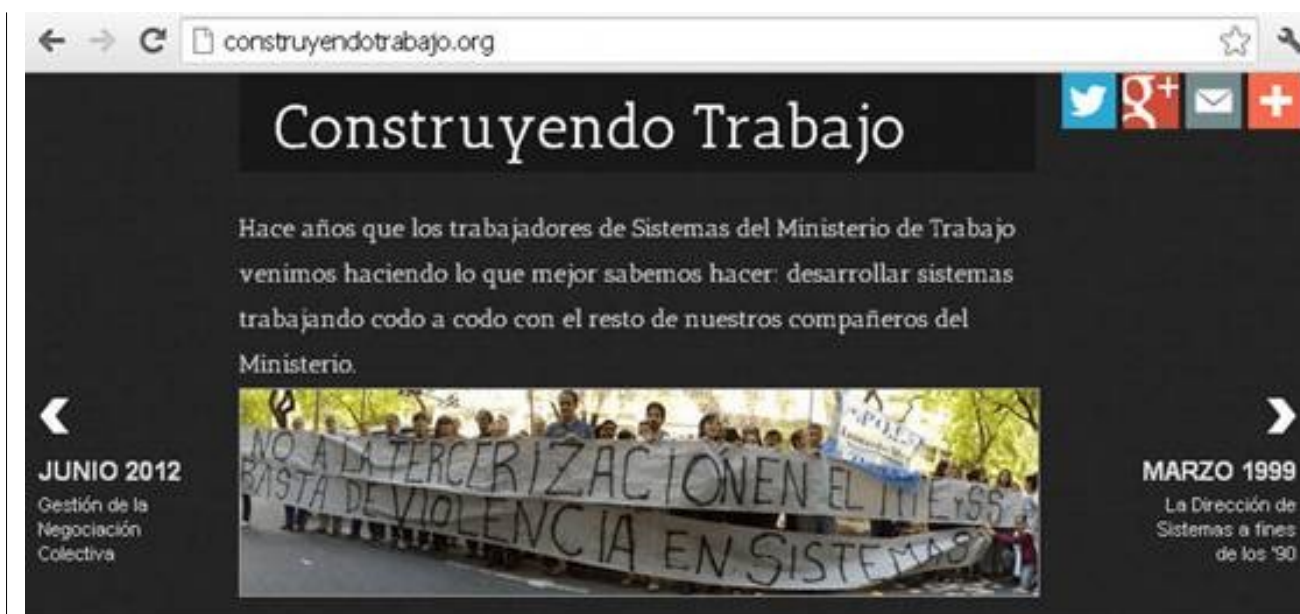 construyendotrabajo.org
g+
Construyendo Trabajo
Hace años que los trabajadores de Sistemas del Ministerio de Trabajo
venimos haciendo lo que mejor sabemos hacer: desarrollar sistemas
trabajando codo a codo con el resto de nuestros compañeros del
Ministerio.
NO A LA TERCERIZACION EN EL MTEySS
BASTA DE VIOLENCIA EN SISTEMAS
JUNIO 2012
Gestión de la
Negociación
Colectiva
MARZO 1999
La Dirección de
Sistemas a fines
de los '90